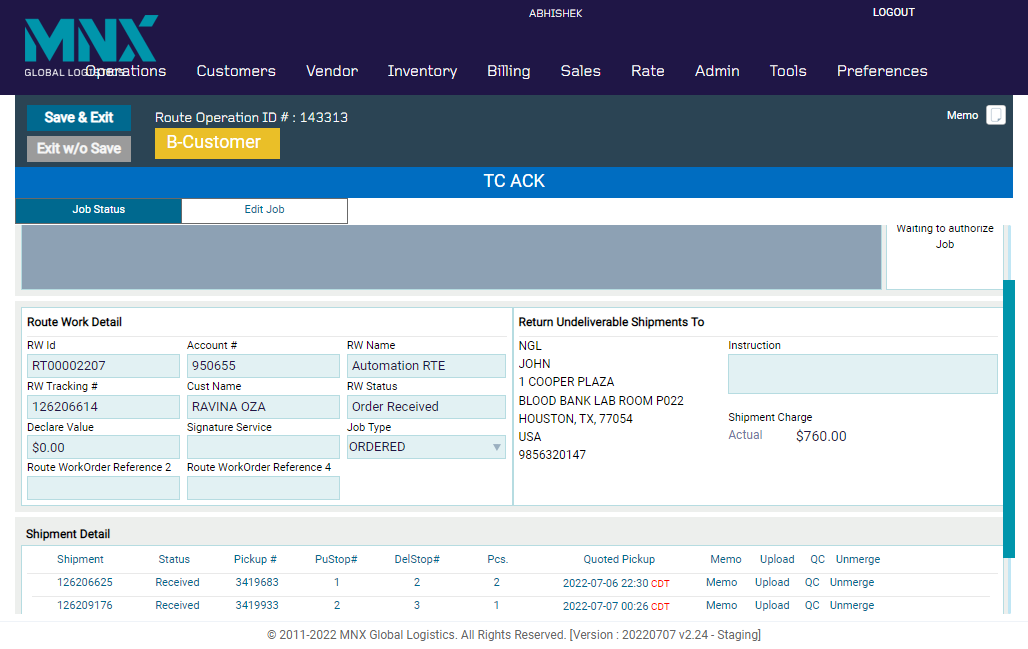 ABHISHEK
LOGOUT
MNX
GLOBAL LOGISTICS
Operations Customers Vendor Inventory Billing Sales Rate Admin Tools Preferences
Save & Exit
Route Operation ID # : 143313
Memo
Exit w/o Save
B-Customer
TC ACK
Job Status Edit Job
Waiting to authorize
Job
Route Work Detail
RW Id Account # RW Name
RT00002207 950655 Automation RTE
RW Tracking # Cust Name RW Status
126206614 RAVINA OZA Order Received
Declare Value Signature Service Job Type
$0.00 ORDERED
Route WorkOrder Reference 2 Route WorkOrder Reference 4
Return Undeliverable Shipments To
NGL
JOHN
1 COOPER PLAZA
BLOOD BANK LAB ROOM P022
HOUSTON, TX, 77054
USA
9856320147
Instruction
Shipment Charge
Actual $760.00
Shipment Detail
Shipment Status Pickup # PuStop# DelStop# Pcs. Quoted Pickup Memo Upload QC Unmerge
126206625 Received 3419683 1 2 2 2022-07-06 22:30 CDT Memo Upload QC Unmerge
126209176 Received 3419933 2 3 1 2022-07-07 00:26 CDT Memo Upload QC Unmerge
© 2011-2022 MNX Global Logistics. All Rights Reserved. [Version : 20220707 v2.24 - Staging]